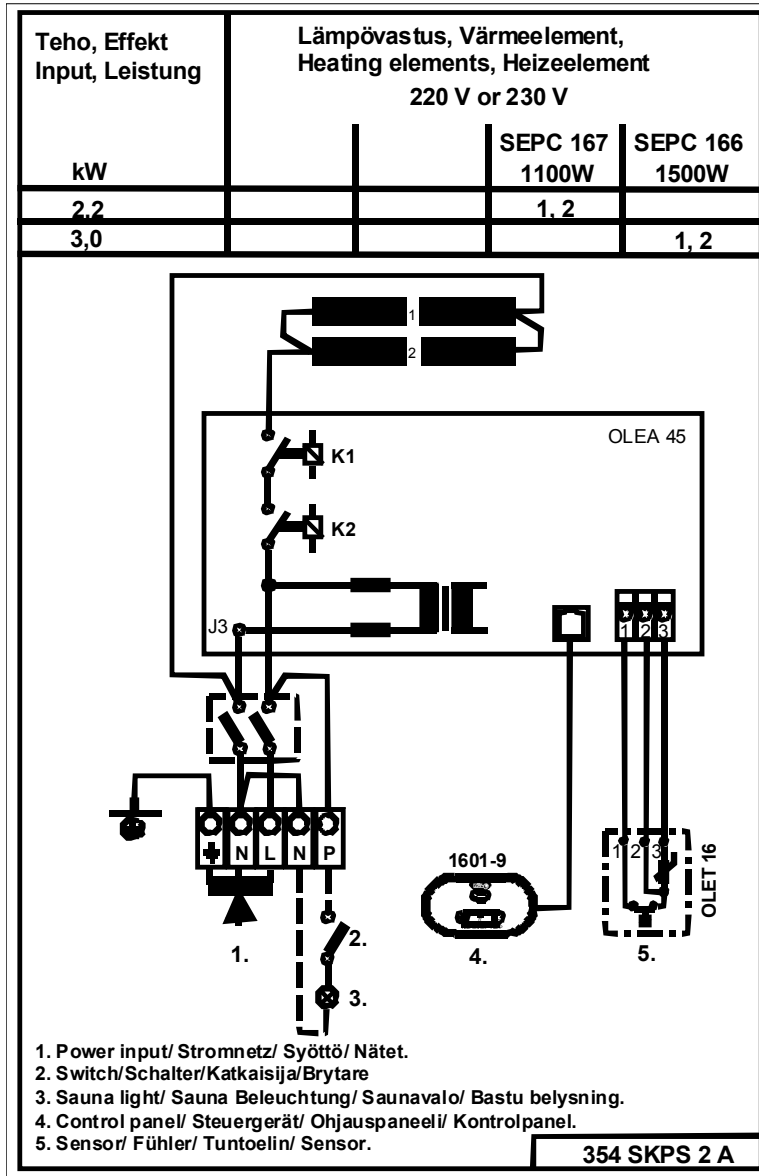 Teho, Effekt
Input, Leistung
Lämpövastus, Värmeelement,
Heating elements, Heizeelement
220 V or 230 V
kW
SEPC 167
1100W
SEPC 166
1500W
2,2
1, 2
3,0
1, 2
1
2
OLEA 45
K1
K2
J3
1 2 3
N L N P
1.
2.
3.
1601-9
4.
1 2 3
OLET 16
5.
1. Power input/ Stromnetz/ Syöttö/ Nätet.
2. Switch/Schalter/Katkaisija/Brytare
3. Sauna light/ Sauna Beleuchtung/ Saunavalo/ Bastu belysning.
4. Control panel/ Steuergerät/ Ohjauspaneeli/ Kontrolpanel.
5. Sensor/ Fühler/ Tuntoelin/ Sensor.
354 SKPS 2 A